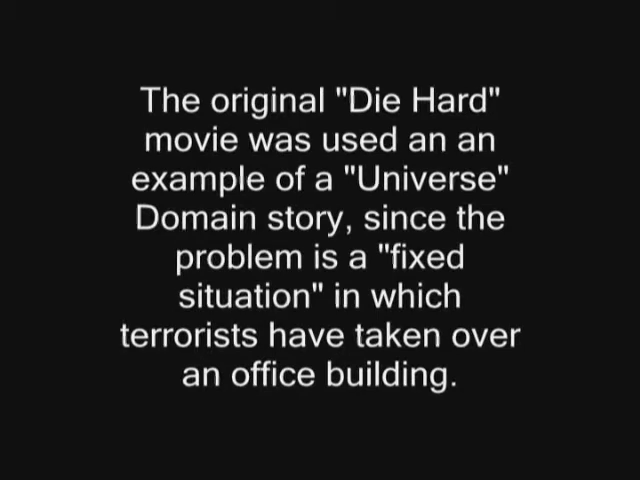 The original "Die Hard"
movie was used an an
example of a "Universe"
Domain story, since the
problem is a "fixed
situation" in which
terrorists have taken over
an office building.